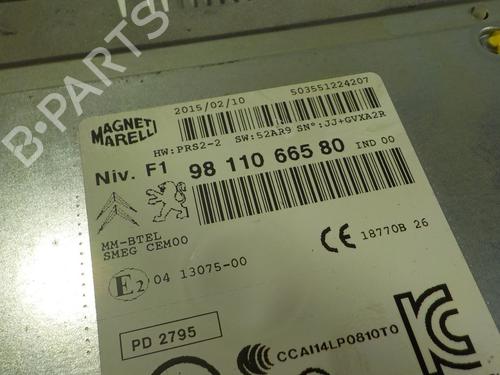 MAGNETI
MARELLI
2015/02/10
503551224207
HW:PRS2-2 SW:52AR9 SN°:JJ+GVXA2R
Niv. F1 98 110 665 80 IND 00
MM-BTEL
SMEG CEM00
CE 18770B 26
E2 04 13075-00
PD 2795
CCAI14LP0810T0
B-Parts